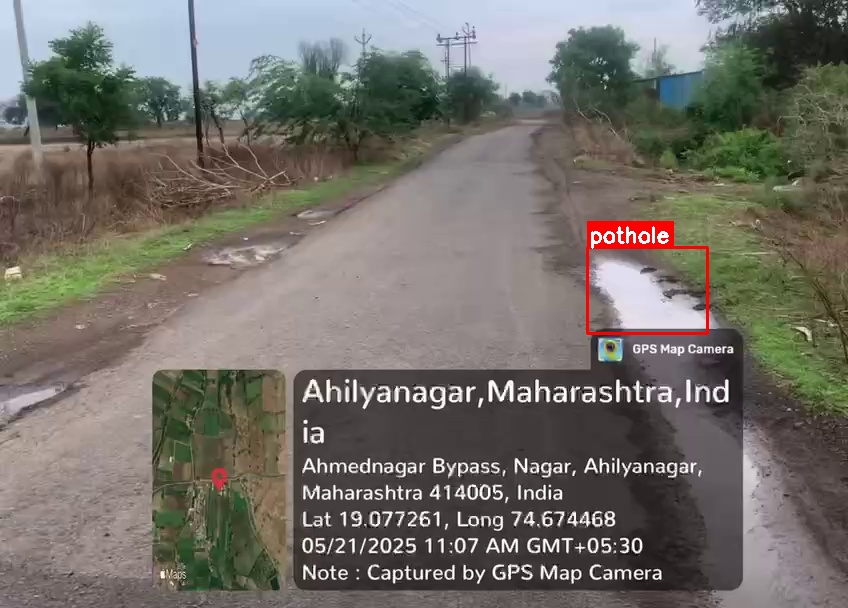 pothole
GPS Map Camera
Ahilyanagar,Maharashtra,Ind
ia
Ahmednagar Bypass, Nagar, Ahilyanagar,
Maharashtra 414005, India
Lat 19.077261, Long 74.674468
05/21/2025 11:07 AM GMT+05:30
Note : Captured by GPS Map Camera
Maps